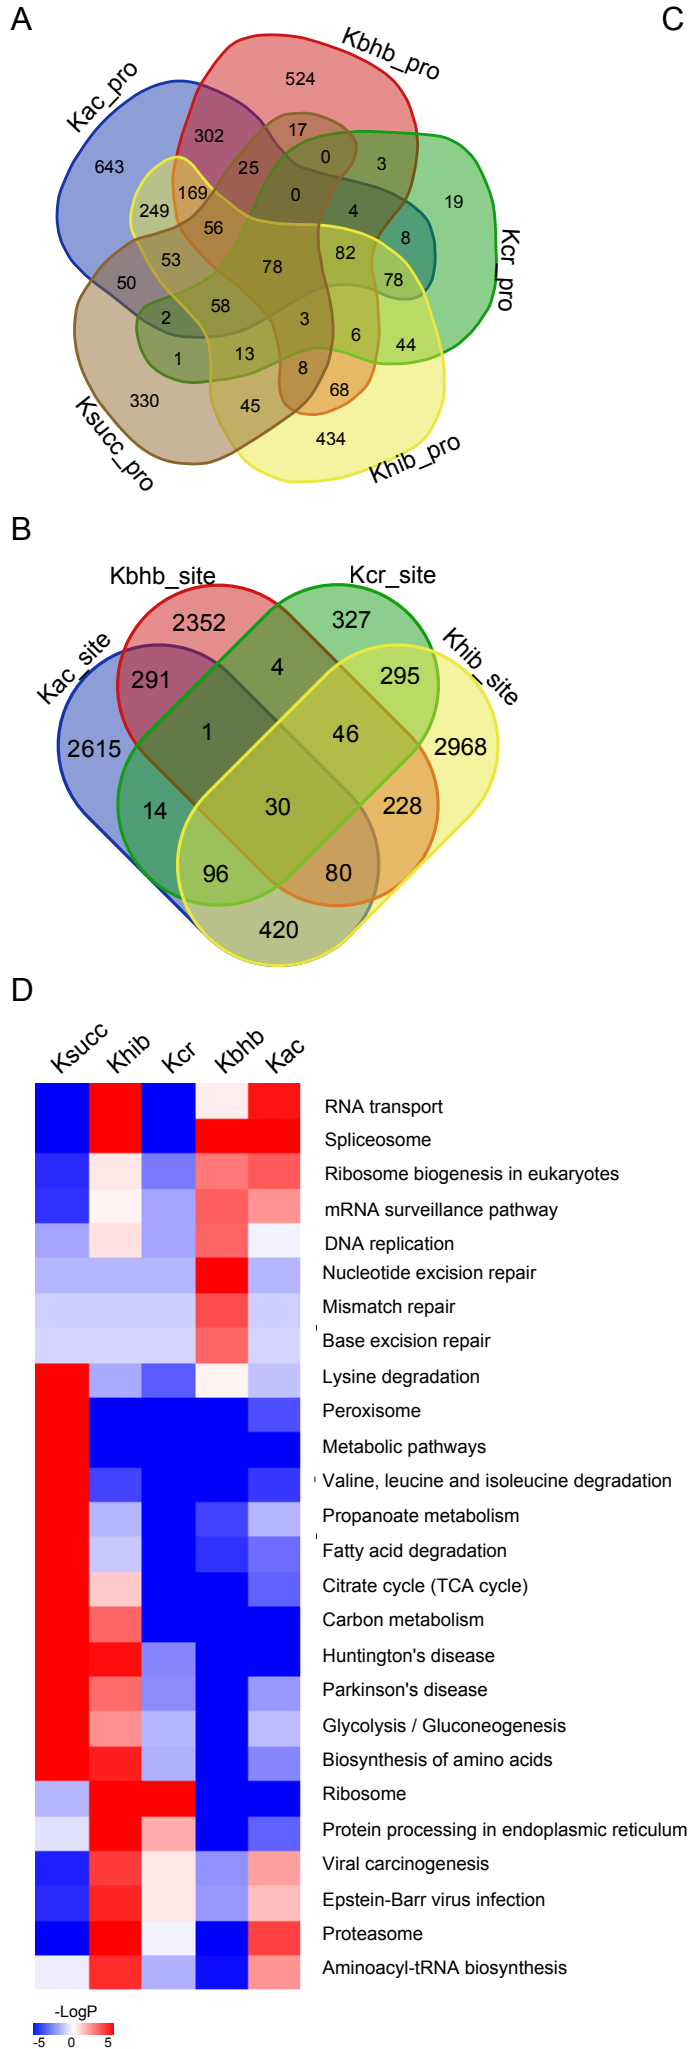 A
C
Kac_pro
Kbhb_pro
Kcr_pro
Khib_pro
Ksucc_pro
524
643
302
17
0
3
19
25
169
249
0
4
8
56
53
78
82
78
50
58
2
3
6
44
1
13
8
68
330
45
434
B
Kbhb_site
Kcr_site
Kac_site
Khib_site
2352
327
291
4
295
2615
1
46
2968
14
30
228
96
80
420
D
Ksucc
Khib
Kcr
Kbhb
Kac
RNA transport
Spliceosome
Ribosome biogenesis in eukaryotes
mRNA surveillance pathway
DNA replication
Nucleotide excision repair
Mismatch repair
Base excision repair
Lysine degradation
Peroxisome
Metabolic pathways
Valine, leucine and isoleucine degradation
Propanoate metabolism
Fatty acid degradation
Citrate cycle (TCA cycle)
Carbon metabolism
Huntington's disease
Parkinson's disease
Glycolysis / Gluconeogenesis
Biosynthesis of amino acids
Ribosome
Protein processing in endoplasmic reticulum
Viral carcinogenesis
Epstein-Barr virus infection
Proteasome
Aminoacyl-tRNA biosynthesis
-LogP
-5 0 5